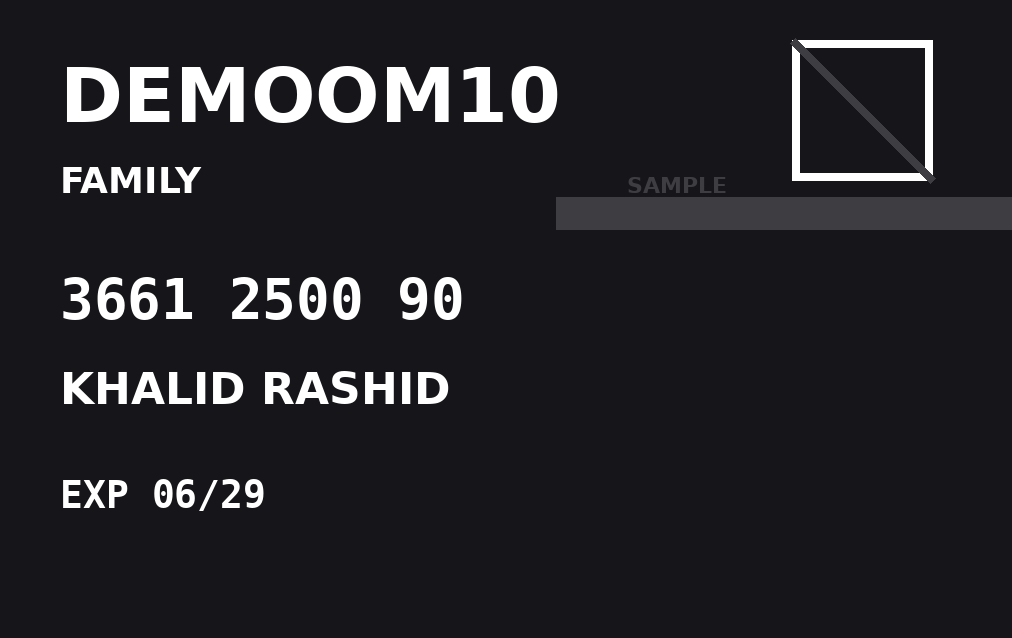 DEMOOM10
FAMILY
SAMPLE
3661 2500 90
KHALID RASHID
EXP 06/29